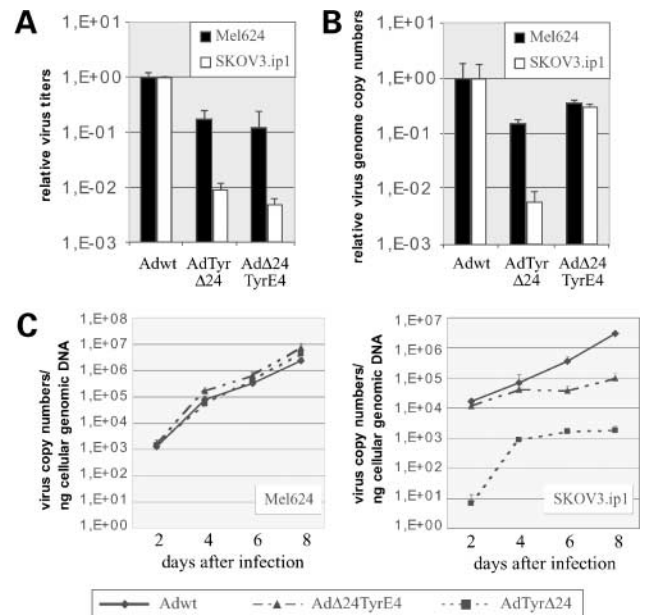 A
relative virus titers
1,E+01
1,E+00
1,E-01
1,E-02
1,E-03
Mel624
SKOV3.ip1
Adwt
AdTyr
Δ24
AdΔ24
TyrE4
B
relative virus genome copy numbers
1,E+01
1,E+00
1,E-01
1,E-02
1,E-03
Mel624
SKOV3.ip1
Adwt
AdTyr
Δ24
AdΔ24
TyrE4
C
virus copy numbers/
ng cellular genomic DNA
1,E+08
1,E+07
1,E+06
1,E+05
1,E+04
1,E+03
1,E+02
1,E+01
1,E+00
Mel624
2 4 6 8
days after infection
virus copy numbers/
ng cellular genomic DNA
1,E+07
1,E+06
1,E+05
1,E+04
1,E+03
1,E+02
1,E+01
1,E+00
SKOV3.ip1
2 4 6 8
days after infection
Adwt AdΔ24TyrE4 AdTyrΔ24